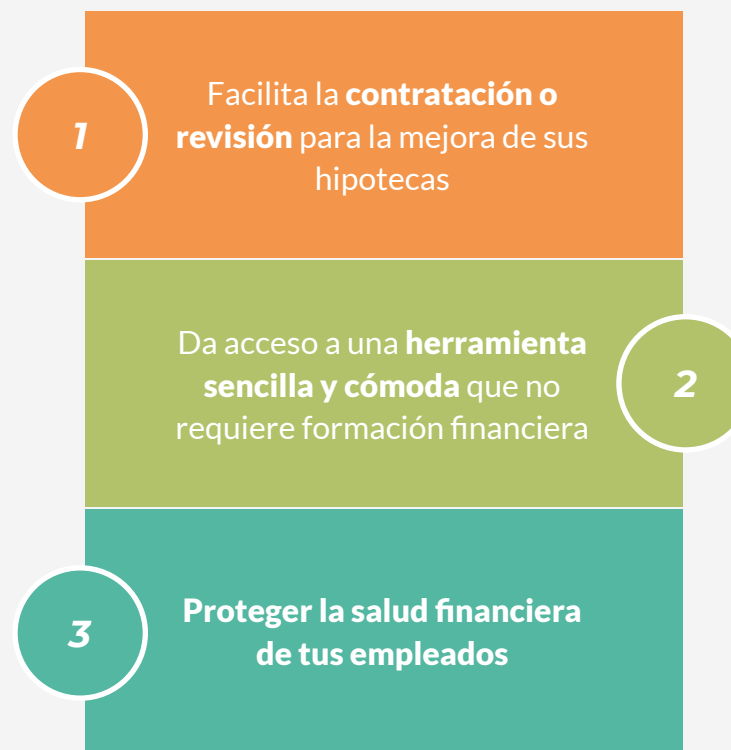 1
Facilita la contratación o
revisión para la mejora de sus
hipotecas
Da acceso a una herramienta
sencilla y cómoda que no
requiere formación financiera
2
3
Proteger la salud financiera
de tus empleados